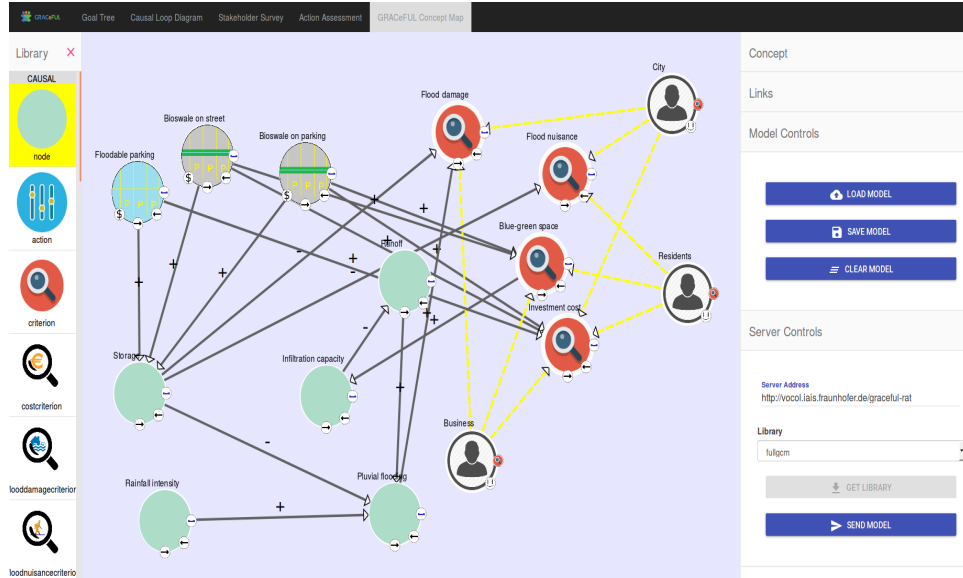 GRACeFUL Goal Tree Causal Loop Diagram Stakeholder Survey Action Assessment GRACeFUL Concept Map
Library ×
CAUSAL
node
action
criterion
costcriterion
looddamagecriterion
loodnuisancecriterio
Bioswale on street
Bioswale on parking
Floodable parking
$
$
$
P P P
P P P
P P P
Flood damage
Flood nuisance
City
Blue-green space
Residents
Investment cost
Runoff
Storage
Infiltration capacity
Business
Rainfall intensity
Pluvial flooding
+
+
+
+
+
+
+
+
+
+
-
-
-
-
Concept
Links
Model Controls
LOAD MODEL
SAVE MODEL
CLEAR MODEL
Server Controls
Server Address
http://vocol.iais.fraunhofer.de/graceful-rat
Library
fullgcm
GET LIBRARY
SEND MODEL